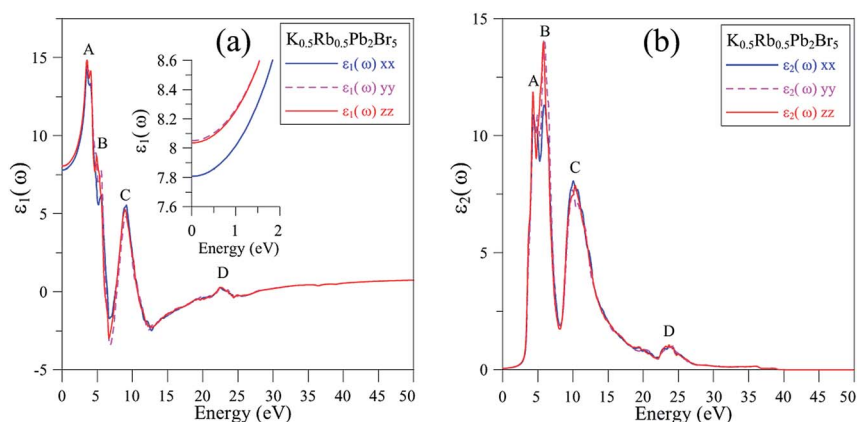 (a)
K0.5Rb0.5Pb2Br5
ε1(ω) xx
ε1(ω) yy
ε1(ω) zz
A
B
C
D
15
10
5
0
-5
ε1(ω)
0 5 10 15 20 25 30 35 40 45 50
Energy (eV)
8.6
8.4
8.2
8
7.8
7.6
ε1(ω)
0 1 2
Energy (eV)
(b)
K0.5Rb0.5Pb2Br5
ε2(ω) xx
ε2(ω) yy
ε2(ω) zz
A
B
C
D
15
10
5
0
ε2(ω)
0 5 10 15 20 25 30 35 40 45 50
Energy (eV)